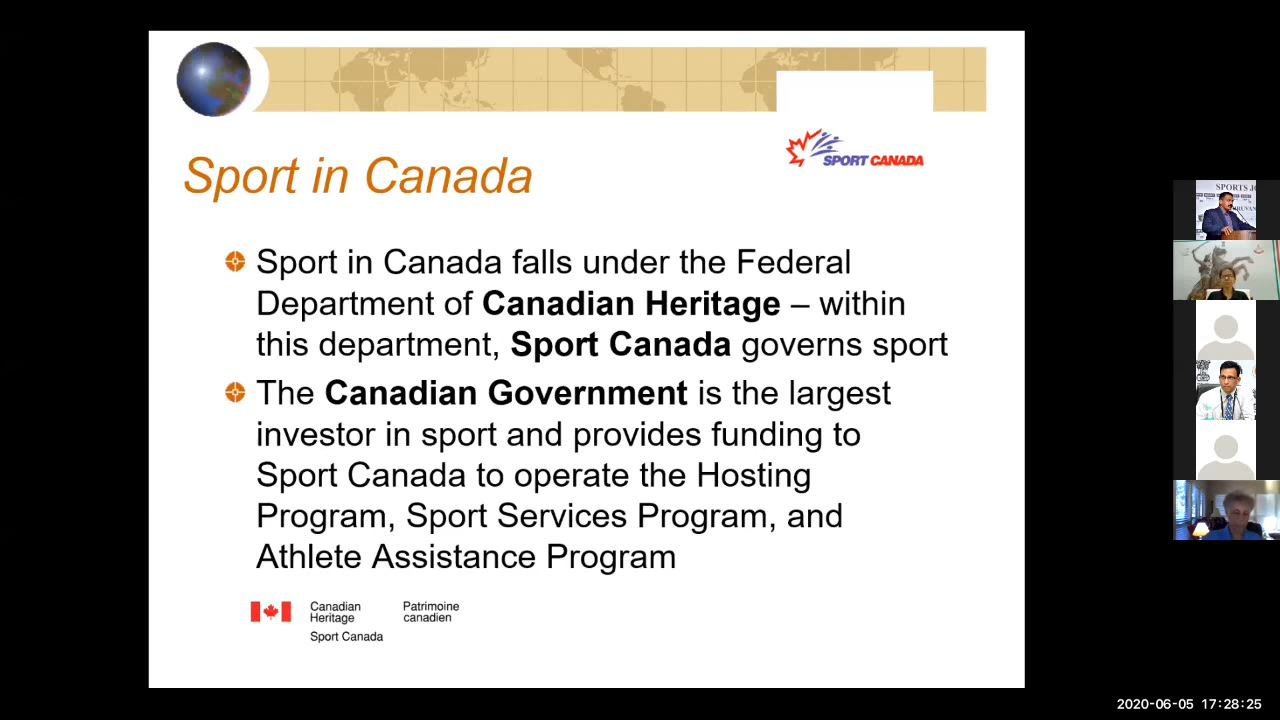 SPORT CANADA
Sport in Canada
Sport in Canada falls under the Federal
Department of Canadian Heritage – within
this department, Sport Canada governs sport
The Canadian Government is the largest
investor in sport and provides funding to
Sport Canada to operate the Hosting
Program, Sport Services Program, and
Athlete Assistance Program
Canadian Heritage
Patrimoine canadien
Sport Canada
SPORTS
2020-06-05 17:28:25